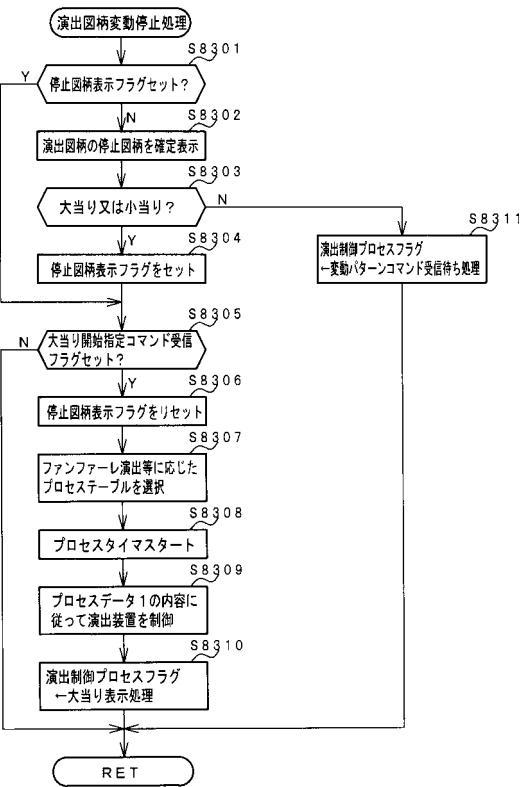 演出図柄変動停止処理
S8301
Y
停止図柄表示フラグセット?
N
S8302
演出図柄の停止図柄を確定表示
S8303
大当り又は小当り?
N
S8311
Y
S8304
演出制御プロセスフラグ
←変動パターンコマンド受信待ち処理
停止図柄表示フラグをセット
S8305
N
大当り開始指定コマンド受信
フラグセット?
Y
S8306
停止図柄表示フラグをリセット
S8307
ファンファーレ演出等に応じた
プロセステーブルを選択
S8308
プロセスタイマスタート
S8309
プロセスデータ1の内容に
従って演出装置を制御
S8310
演出制御プロセスフラグ
←大当り表示処理
RET